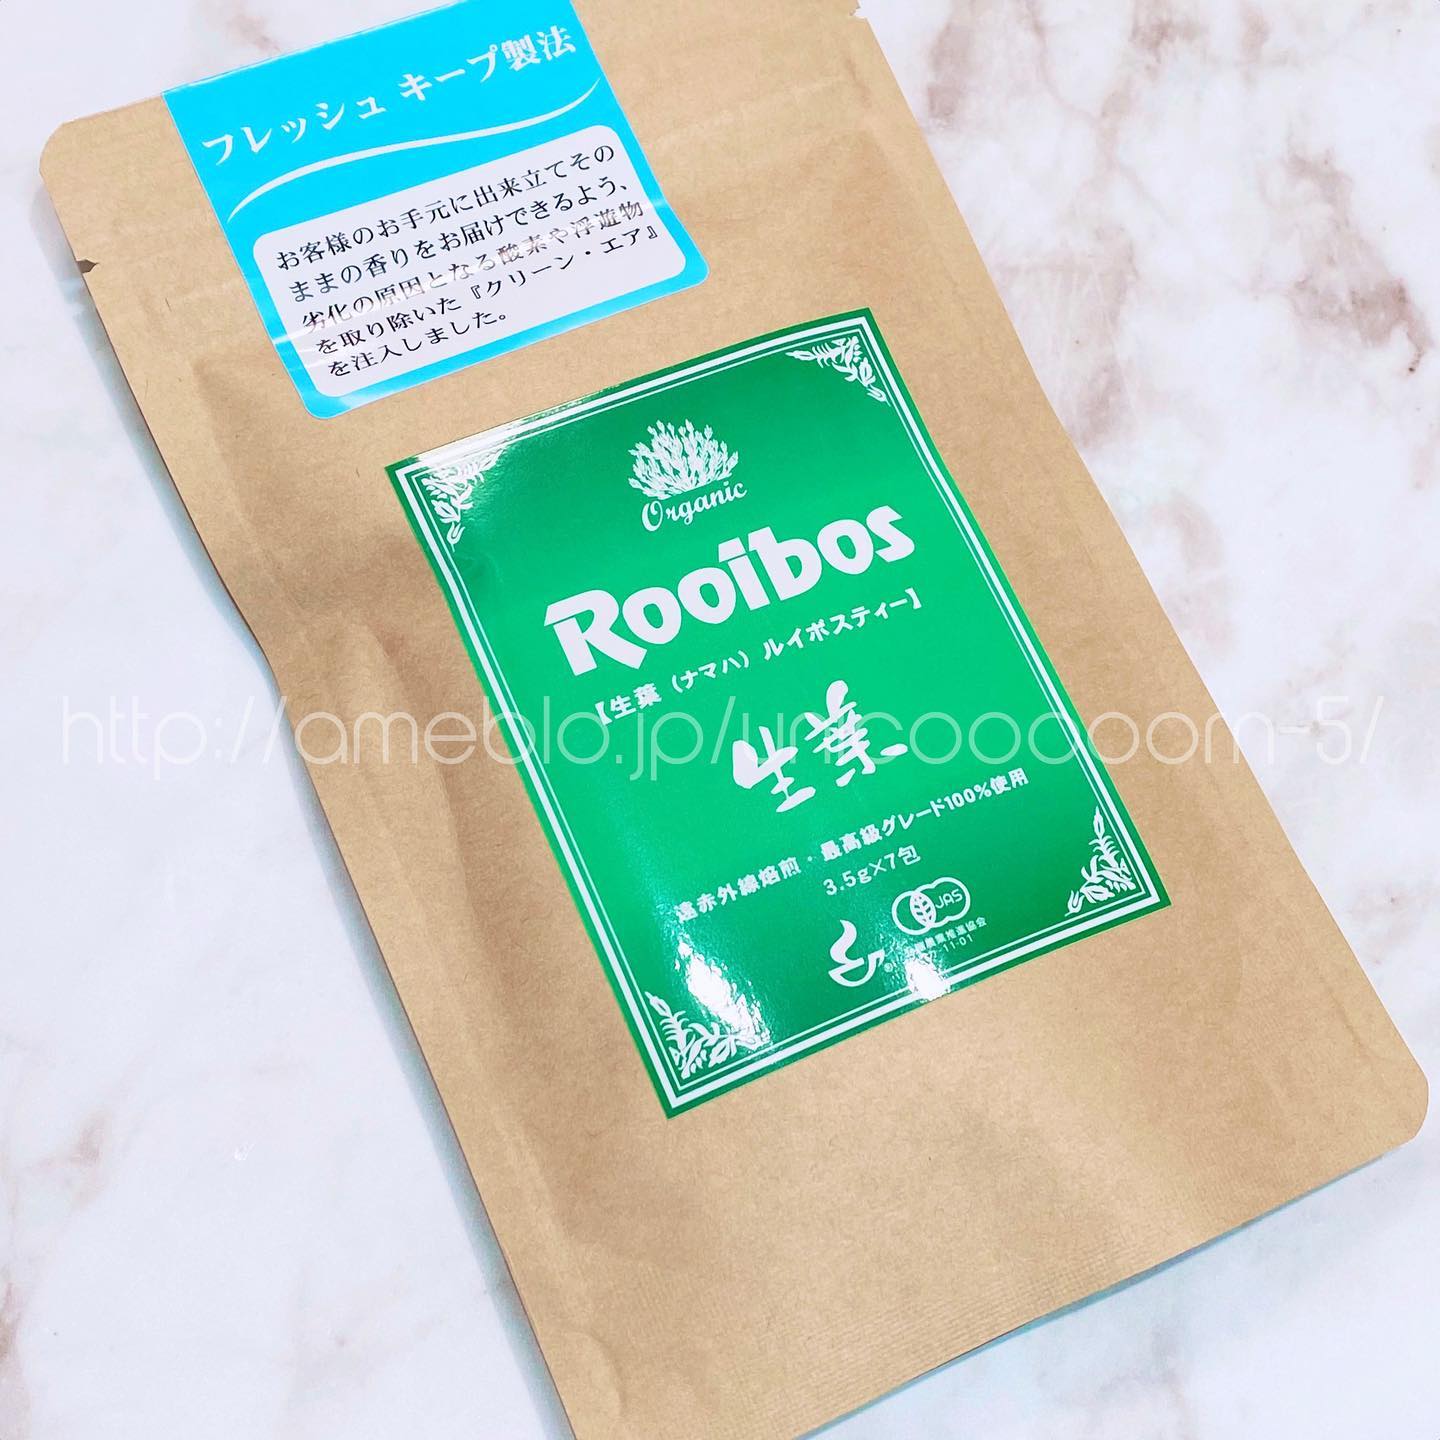 フレッシュ キープ製法
お客様のお手元に出来立てその
ままの香りをお届けできるよう、
劣化の原因となる酸素や浮遊物
を取り除いた『クリーン・エア』
を注入しました。
Organic
Rooibos
【生葉（ナマハ）ルイボスティー】
生葉
http://ameblo.jp/unicooooom-5/
遠赤外線焙煎・最高級グレード100%使用
3.5g×7包
JAS